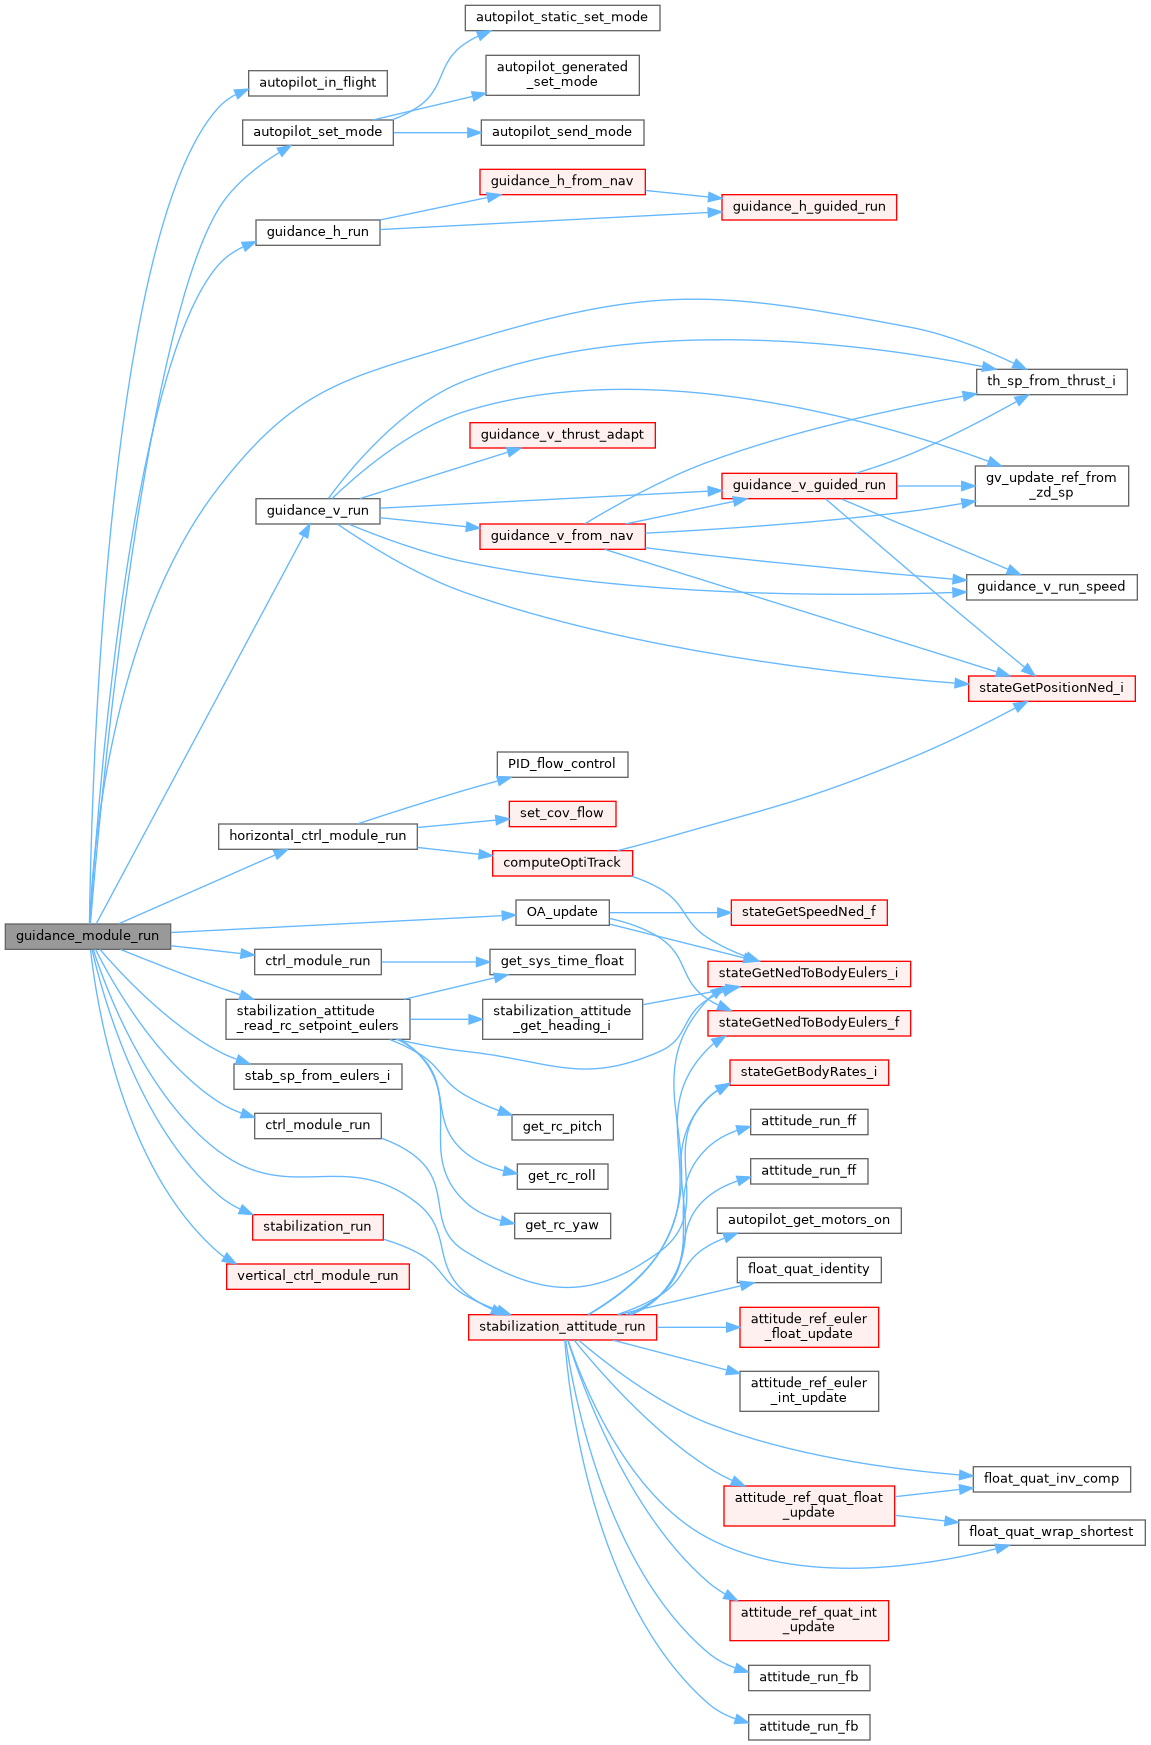 autopilot_static_set_mode
autopilot_generated
_set_mode
autopilot_in_flight
autopilot_set_mode
autopilot_send_mode
guidance_h_from_nav
guidance_h_guided_run
guidance_h_run
th_sp_from_thrust_i
guidance_v_thrust_adapt
guidance_v_guided_run
gv_update_ref_from
_zd_sp
guidance_v_run
guidance_v_from_nav
guidance_v_run_speed
stateGetPositionNed_i
PID_flow_control
set_cov_flow
horizontal_ctrl_module_run
computeOptiTrack
OA_update
stateGetSpeedNed_f
guidance_module_run
ctrl_module_run
get_sys_time_float
stateGetNedToBodyEulers_i
stabilization_attitude
_read_rc_setpoint_eulers
stabilization_attitude
_get_heading_i
stateGetNedToBodyEulers_f
stab_sp_from_eulers_i
stateGetBodyRates_i
ctrl_module_run
get_rc_pitch
attitude_run_ff
get_rc_roll
attitude_run_ff
stabilization_run
get_rc_yaw
autopilot_get_motors_on
vertical_ctrl_module_run
float_quat_identity
stabilization_attitude_run
attitude_ref_euler
_float_update
attitude_ref_euler
_int_update
float_quat_inv_comp
attitude_ref_quat_float
_update
float_quat_wrap_shortest
attitude_ref_quat_int
_update
attitude_run_fb
attitude_run_fb